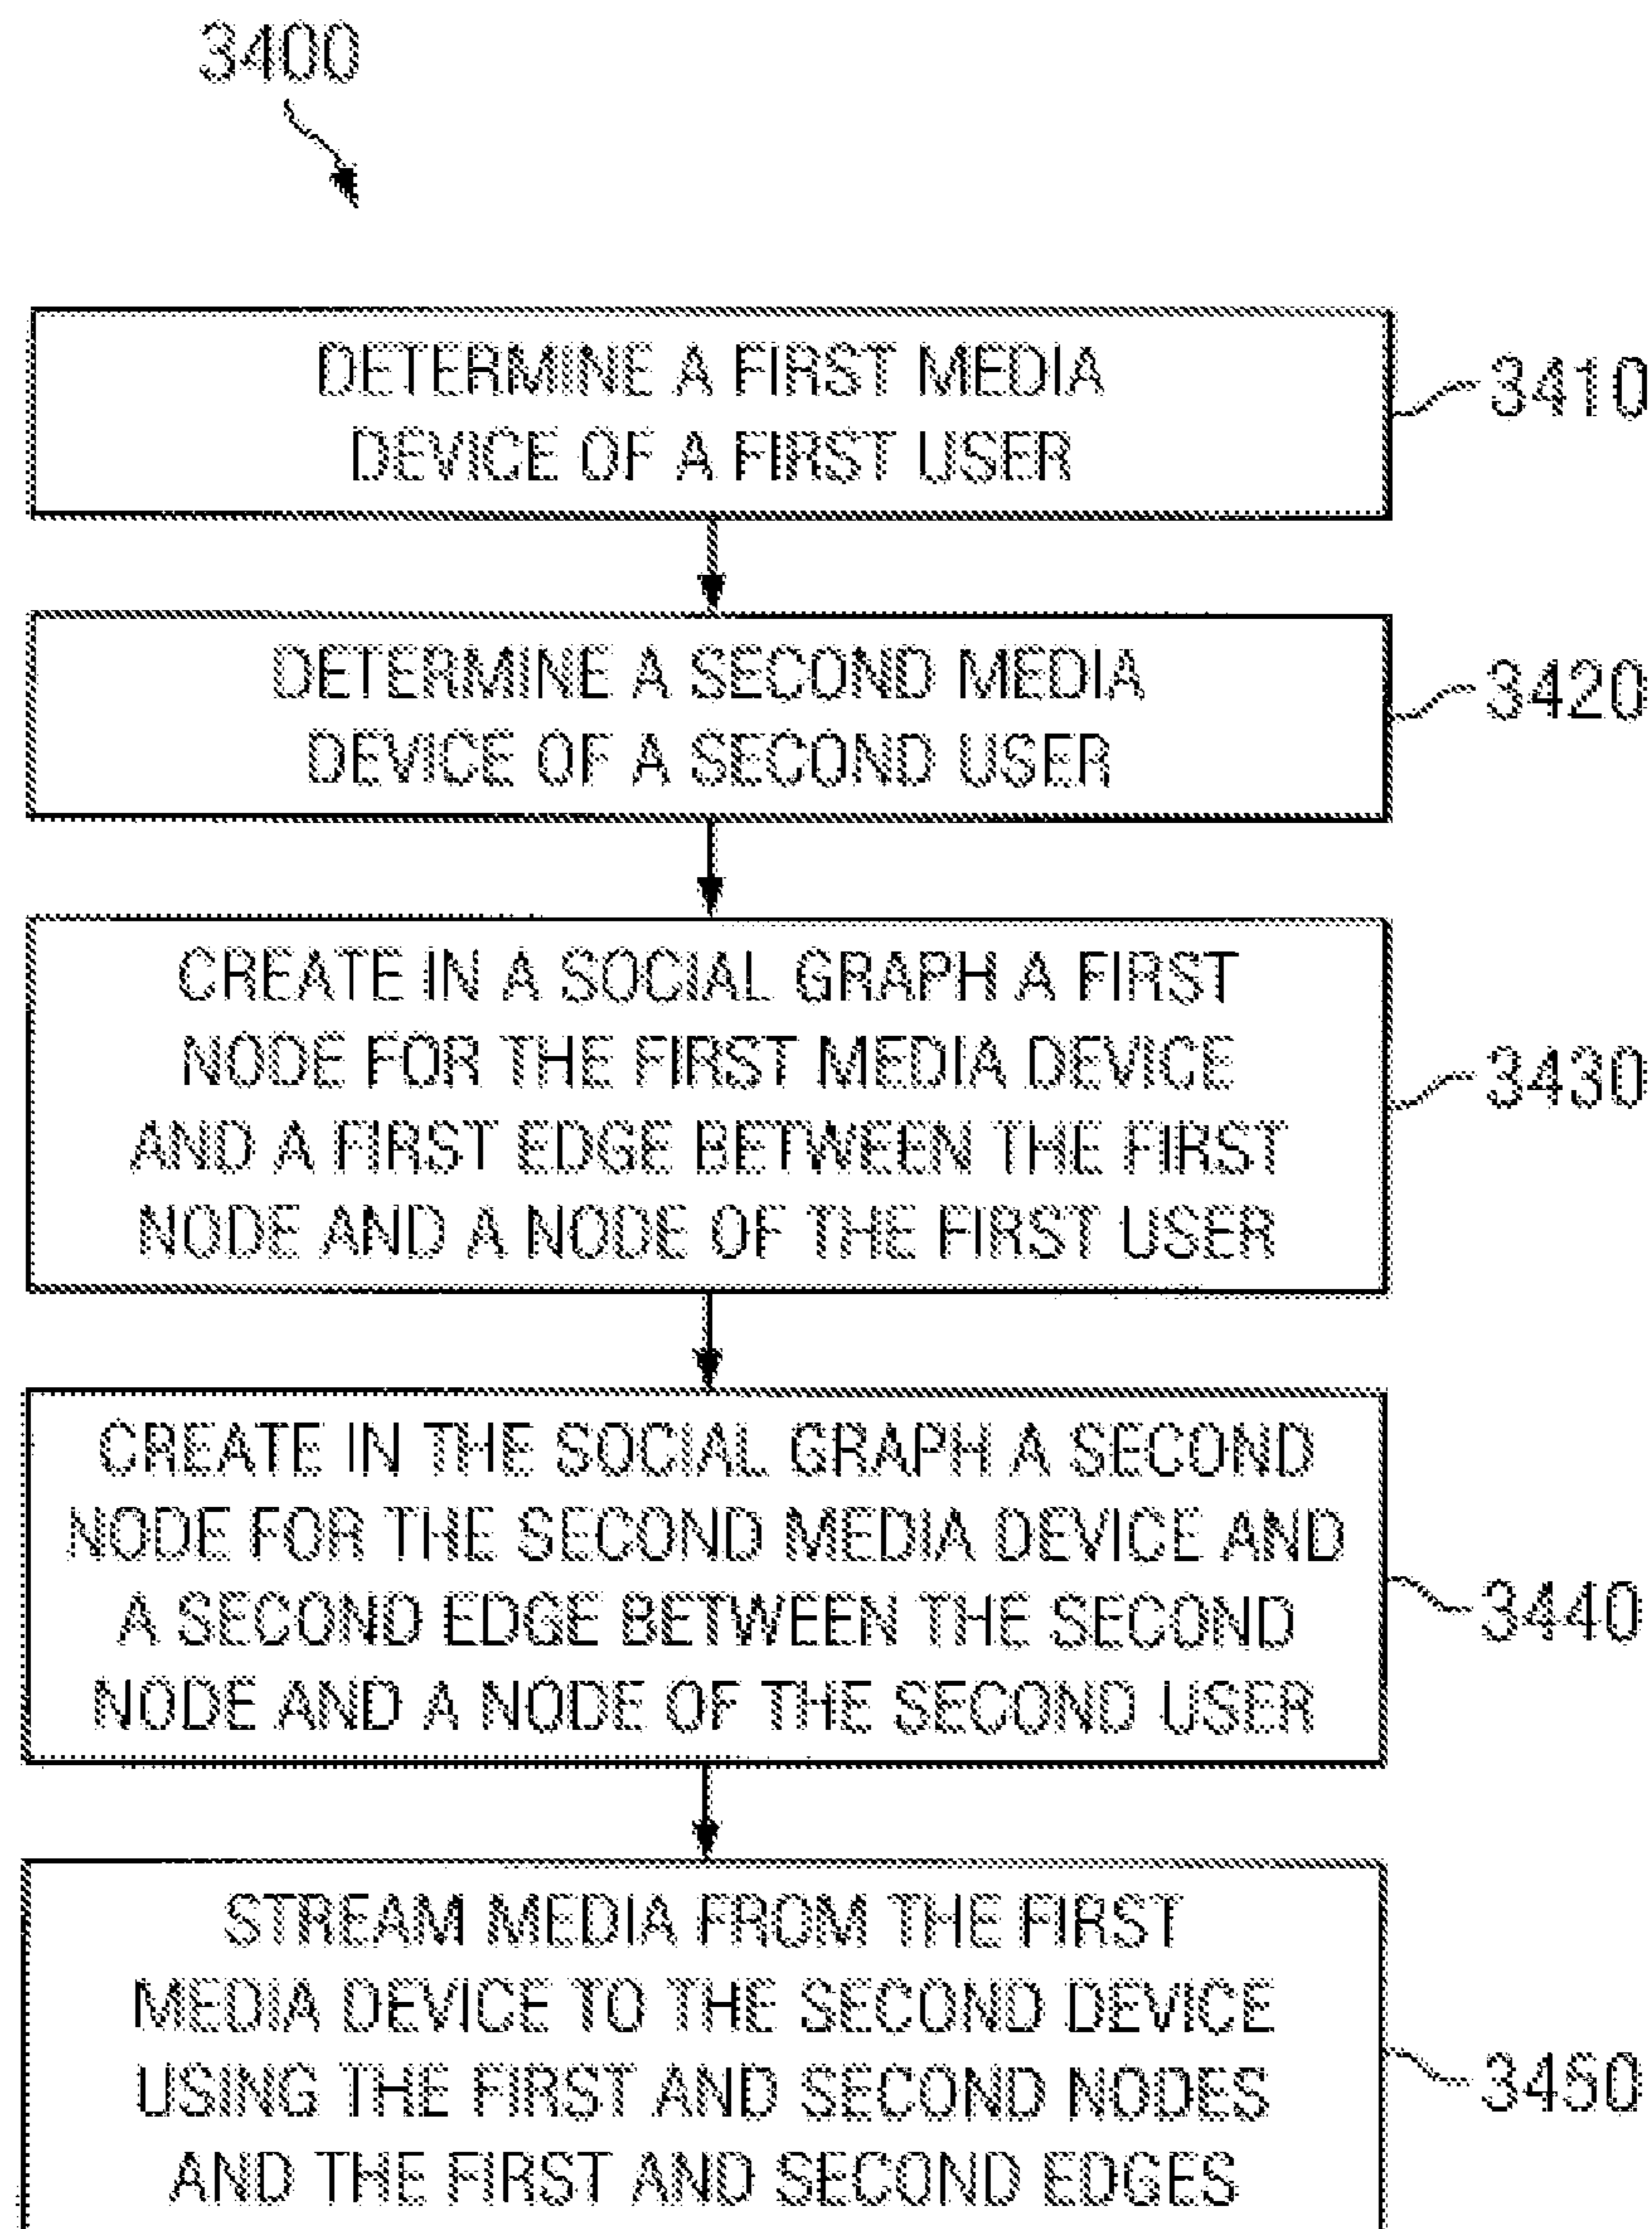 3400
DETERMINE A FIRST MEDIA
DEVICE OF A FIRST USER
3410
DETERMINE A SECOND MEDIA
DEVICE OF A SECOND USER
3420
CREATE IN A SOCIAL GRAPH A FIRST
NODE FOR THE FIRST MEDIA DEVICE
AND A FIRST EDGE BETWEEN THE FIRST
NODE AND A NODE OF THE FIRST USER
3430
CREATE IN THE SOCIAL GRAPH A SECOND
NODE FOR THE SECOND MEDIA DEVICE AND
A SECOND EDGE BETWEEN THE SECOND
NODE AND A NODE OF THE SECOND USER
3440
STREAM MEDIA FROM THE FIRST
MEDIA DEVICE TO THE SECOND DEVICE
USING THE FIRST AND SECOND NODES
AND THE FIRST AND SECOND EDGES
3450